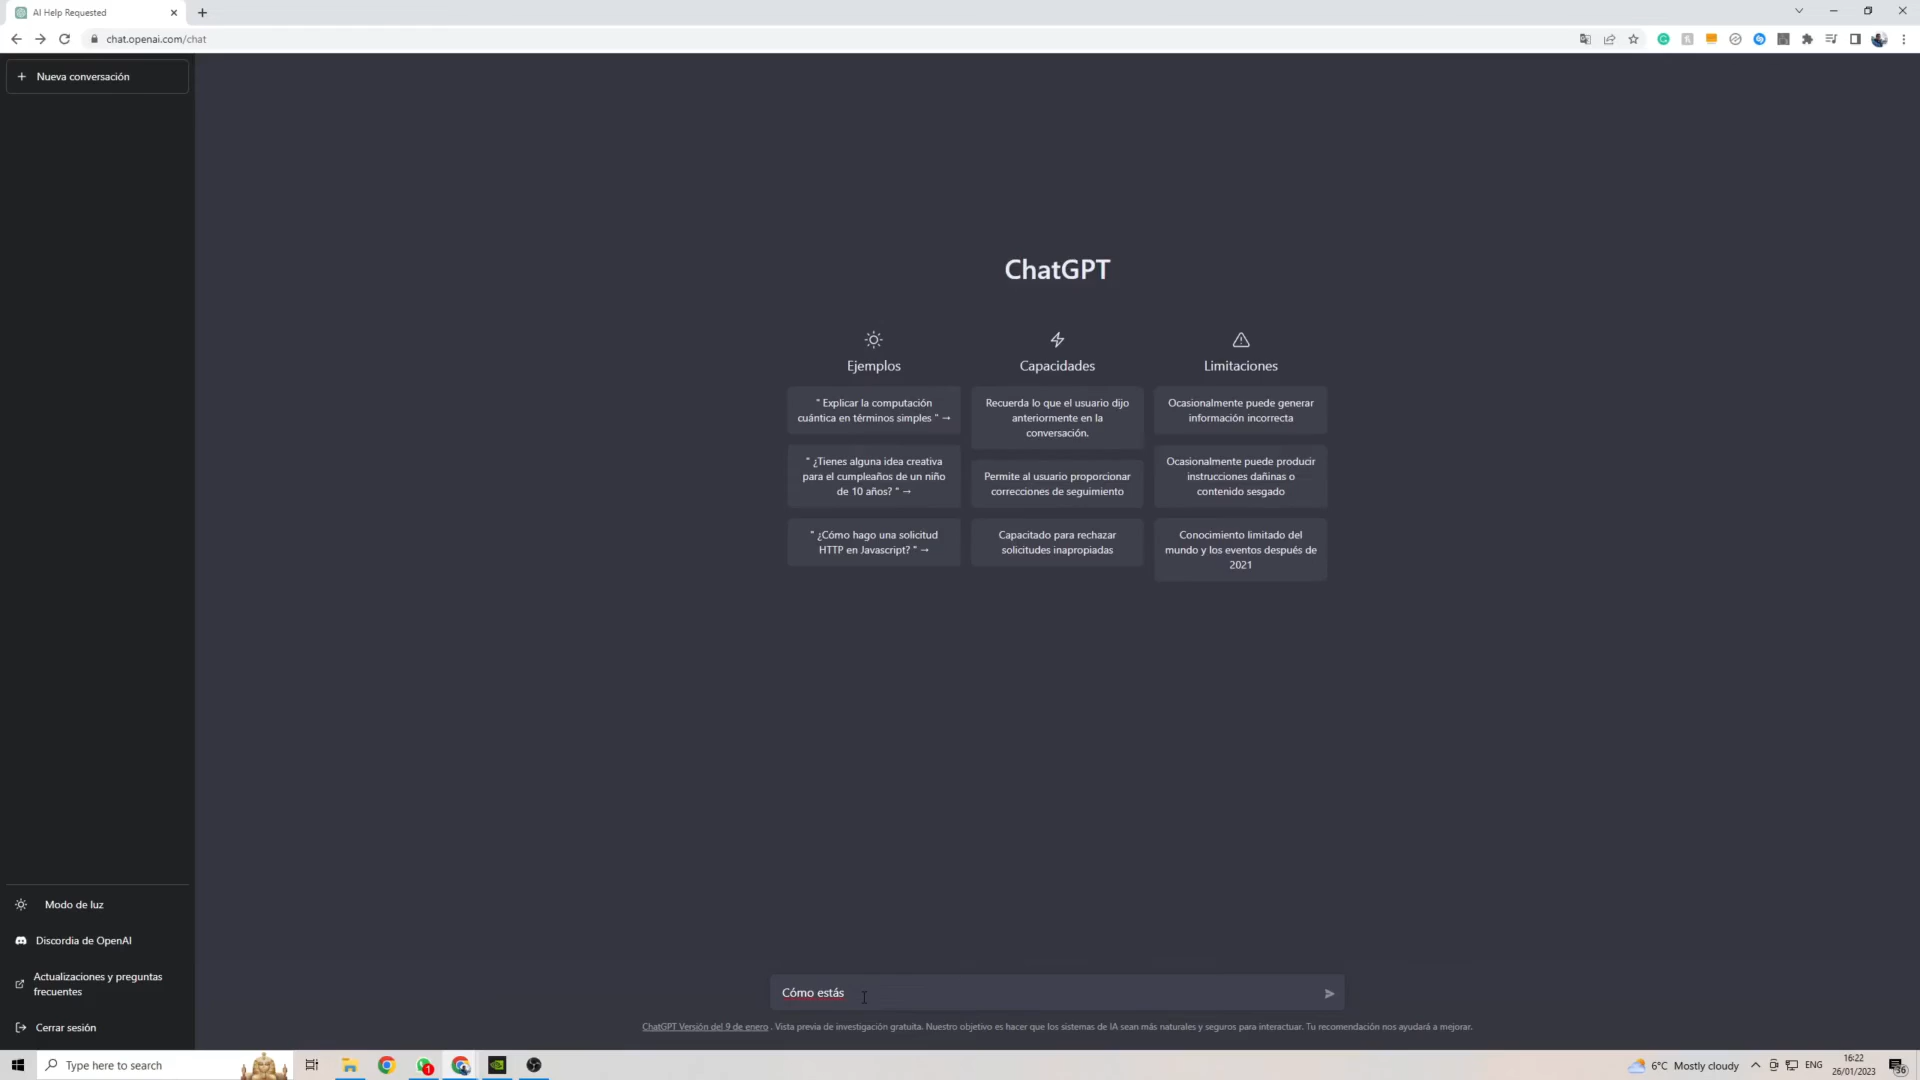 AI Help Requested
chat.openai.com/chat
Nueva conversación
ChatGPT
Ejemplos
" Explicar la computación
cuántica en términos simples " →
" ¿Tienes alguna idea creativa
para el cumpleaños de un niño
de 10 años? " →
" ¿Cómo hago una solicitud
HTTP en Javascript? " →
Capacidades
Recuerda lo que el usuario dijo
anteriormente en la
conversación.
Permite al usuario proporcionar
correcciones de seguimiento
Capacitado para rechazar
solicitudes inapropiadas
Limitaciones
Ocasionalmente puede generar
información incorrecta
Ocasionalmente puede producir
instrucciones dañinas o
contenido sesgado
Conocimiento limitado del
mundo y los eventos después de
2021
Modo de luz
Discordia de OpenAI
Actualizaciones y preguntas
frecuentes
Cerrar sesión
Cómo estás
ChatGPT Versión del 9 de enero . Vista previa de investigación gratuita. Nuestro objetivo es hacer que los sistemas de IA sean más naturales y seguros para interactuar. Tu recomendación nos ayudará a mejorar.
Type here to search
1
6°C Mostly cloudy
ENG
16:22
26/01/2023
36